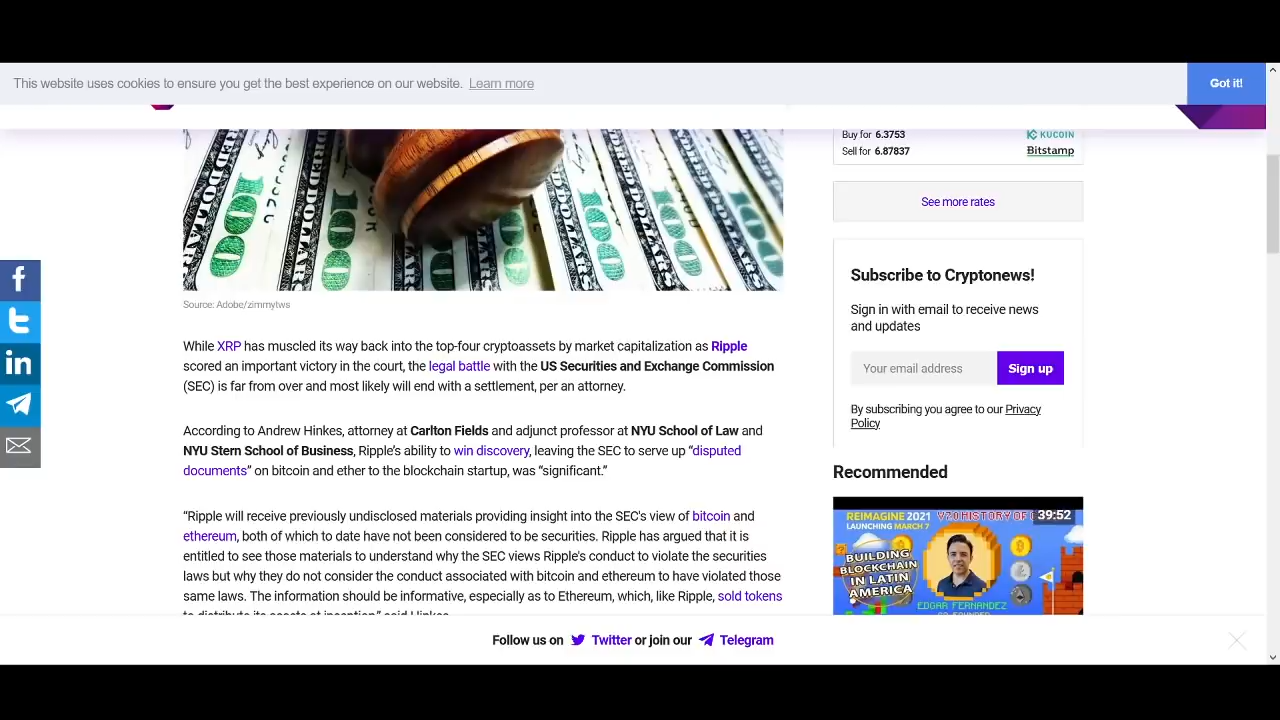 This website uses cookies to ensure you get the best experience on our website. Learn more
Got it!
Buy for 6.3753
KUCOIN
Sell for 6.87837
Bitstamp
See more rates
Source: Adobe/zimmytws
While XRP has muscled its way back into the top-four cryptoassets by market capitalization as Ripple
scored an important victory in the court, the legal battle with the US Securities and Exchange Commission
(SEC) is far from over and most likely will end with a settlement, per an attorney.
According to Andrew Hinkes, attorney at Carlton Fields and adjunct professor at NYU School of Law and
NYU Stern School of Business, Ripple's ability to win discovery, leaving the SEC to serve up “disputed
documents” on bitcoin and ether to the blockchain startup, was “significant.”
“Ripple will receive previously undisclosed materials providing insight into the SEC's view of bitcoin and
ethereum, both of which to date have not been considered to be securities. Ripple has argued that it is
entitled to see those materials to understand why the SEC views Ripple's conduct to violate the securities
laws but why they do not consider the conduct associated with bitcoin and ethereum to have violated those
same laws. The information should be informative, especially as to Ethereum, which, like Ripple, sold tokens
to distribute its assets at inception,” said Hinkes.
Subscribe to Cryptonews!
Sign in with email to receive news
and updates
Your email address
Sign up
By subscribing you agree to our Privacy
Policy
Recommended
REIMAGINE 2021
LAUNCHING MARCH 7
39:52
BUILDING
BLOCKCHAIN
IN LATIN
AMERICA
EDGAR FERNANDEZ
Follow us on Twitter or join our Telegram